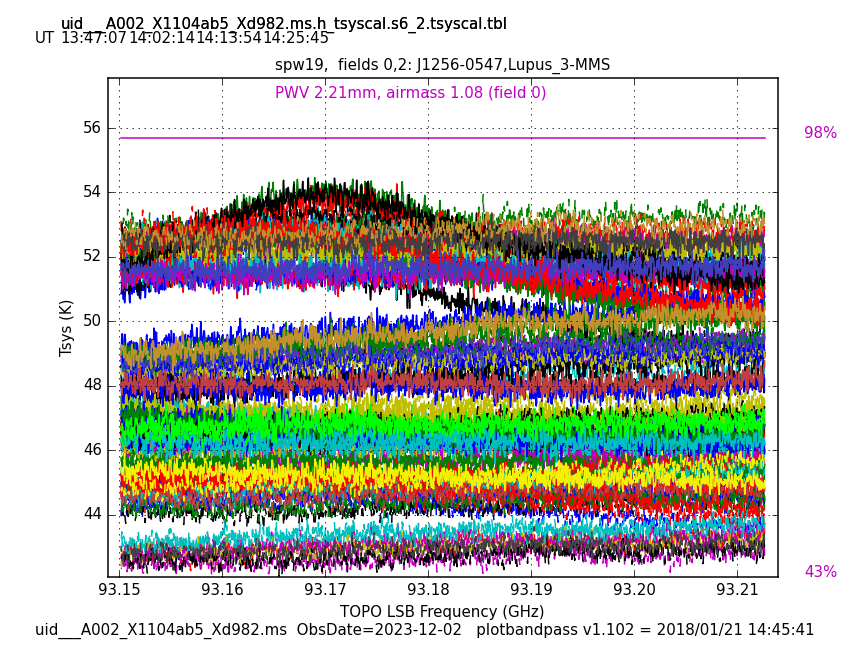 uid___A002_X1104ab5_Xd982.ms.h_tsyscal.s6_2.tsyscal.tbl
UT 13:47:07 14:02:14 14:13:54 14:25:45
spw19,  fields 0,2: J1256-0547,Lupus_3-MMS
PWV 2.21mm, airmass 1.08 (field 0)
98%
56
54
52
50
48
46
44
Tsys (K)
43%
93.15 93.16 93.17 93.18 93.19 93.20 93.21
TOPO LSB Frequency (GHz)
uid___A002_X1104ab5_Xd982.ms  ObsDate=2023-12-02   plotbandpass v1.102 = 2018/01/21 14:45:41